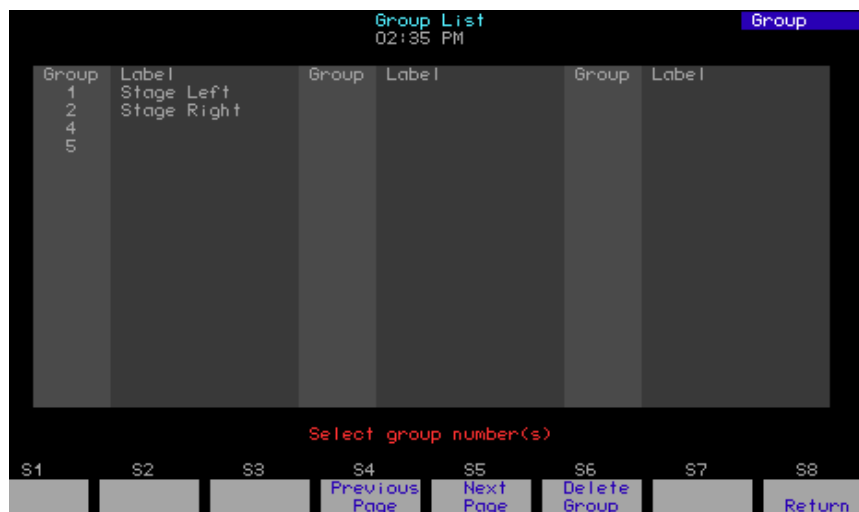 Group List
Group
02:35 PM
Group Label Group Label Group Label
1 Stage Left
2 Stage Right
4
5
Select group number(s)
S1 S2 S3 S4 S5 S6 S7 S8
Previous Next Delete
Page Page Group Return